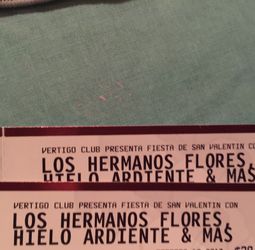 VERTIGO CLUB PRESENTA FIESTA DE SAN VALENTIN CON
LOS HERMANOS FLORES,
HIELO ARDIENTE & MAS
VERTIGO CLUB PRESENTA FIESTA DE SAN VALENTIN CON
LOS HERMANOS FLORES,
HIELO ARDIENTE & MAS